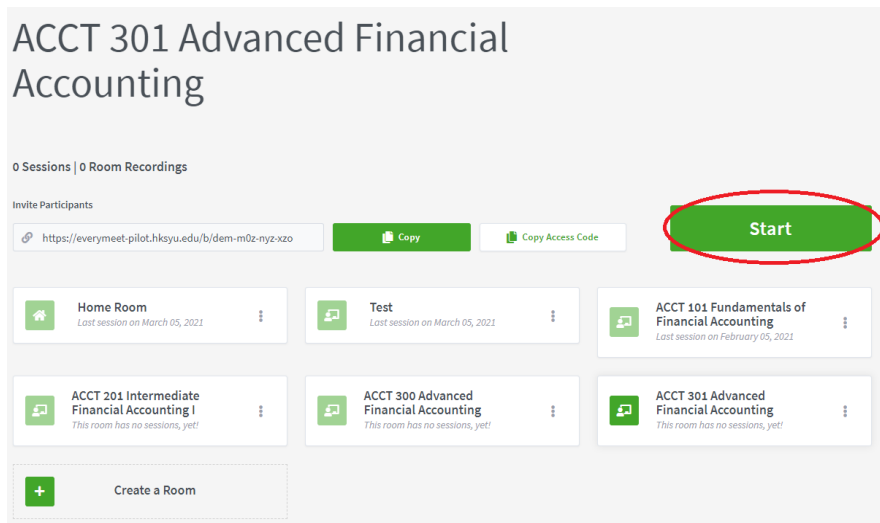 ACCT 301 Advanced Financial
Accounting
0 Sessions | 0 Room Recordings
Invite Participants
https://everymeet-pilot.hksyu.edu/b/dem-m0z-nyz-xzo
Copy
Copy Access Code
Start
Home Room
Last session on March 05, 2021
Test
Last session on March 05, 2021
ACCT 101 Fundamentals of
Financial Accounting
Last session on February 05, 2021
ACCT 201 Intermediate
Financial Accounting I
This room has no sessions, yet!
ACCT 300 Advanced
Financial Accounting
This room has no sessions, yet!
ACCT 301 Advanced
Financial Accounting
This room has no sessions, yet!
Create a Room